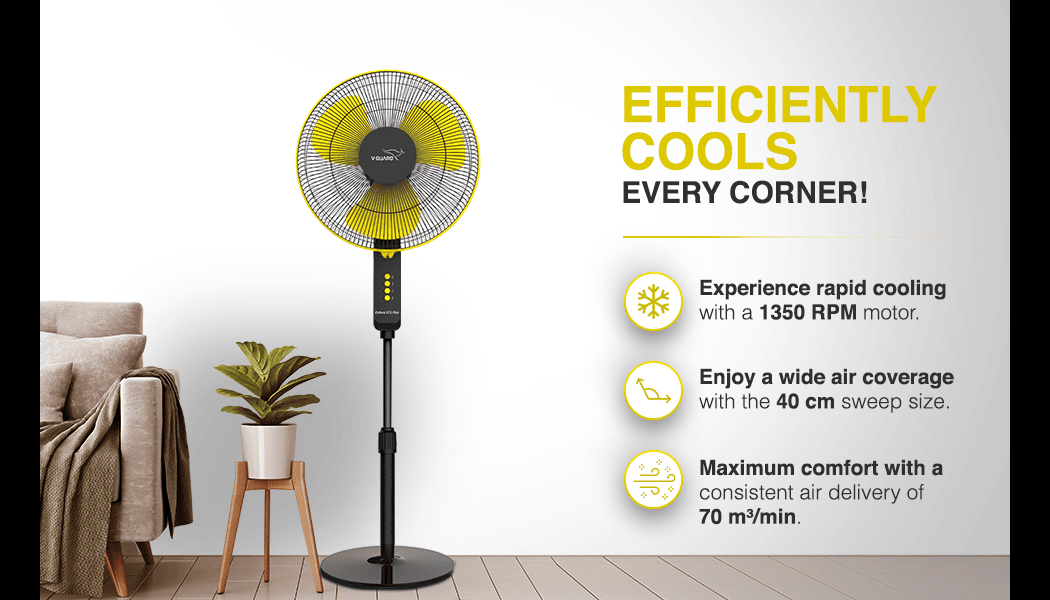 V-GUARD
EFFICIENTLY
COOLS
EVERY CORNER!
Experience rapid cooling
with a 1350 RPM motor.
Enjoy a wide air coverage
with the 40 cm sweep size.
Maximum comfort with a
consistent air delivery of
70 m³/min.